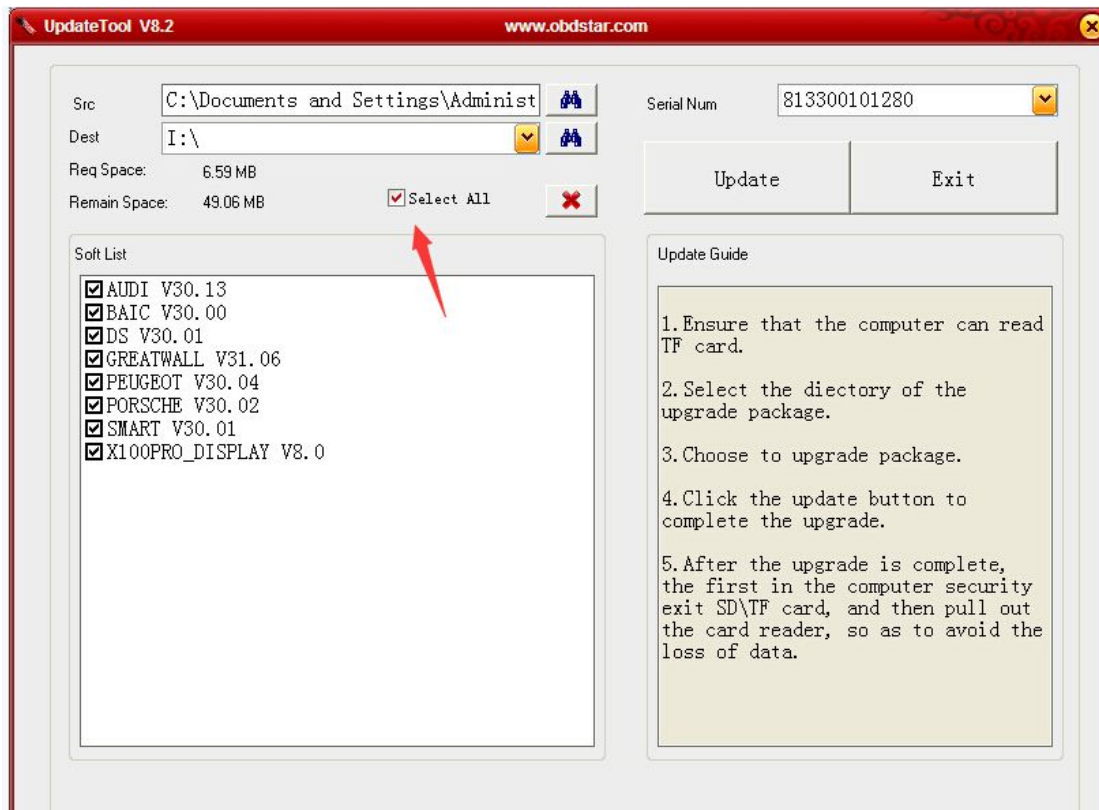 UpdateTool V8.2
www.obdstar.com
Src
C:\Documents and Settings\Administ
Serial Num
813300101280
Dest
I:\
Req Space:
6.59 MB
Update
Exit
Remain Space:
49.06 MB
Select All
Soft List
AUDI V30.13
BAIC V30.00
DS V30.01
GREATWALL V31.06
PEUGEOT V30.04
PORSCHE V30.02
SMART V30.01
X100PRO_DISPLAY V8.0
Update Guide
1.Ensure that the computer can read
TF card.
2.Select the diectory of the
upgrade package.
3.Choose to upgrade package.
4.Click the update button to
complete the upgrade.
5.After the upgrade is complete,
the first in the computer security
exit SD\TF card, and then pull out
the card reader, so as to avoid the
loss of data.